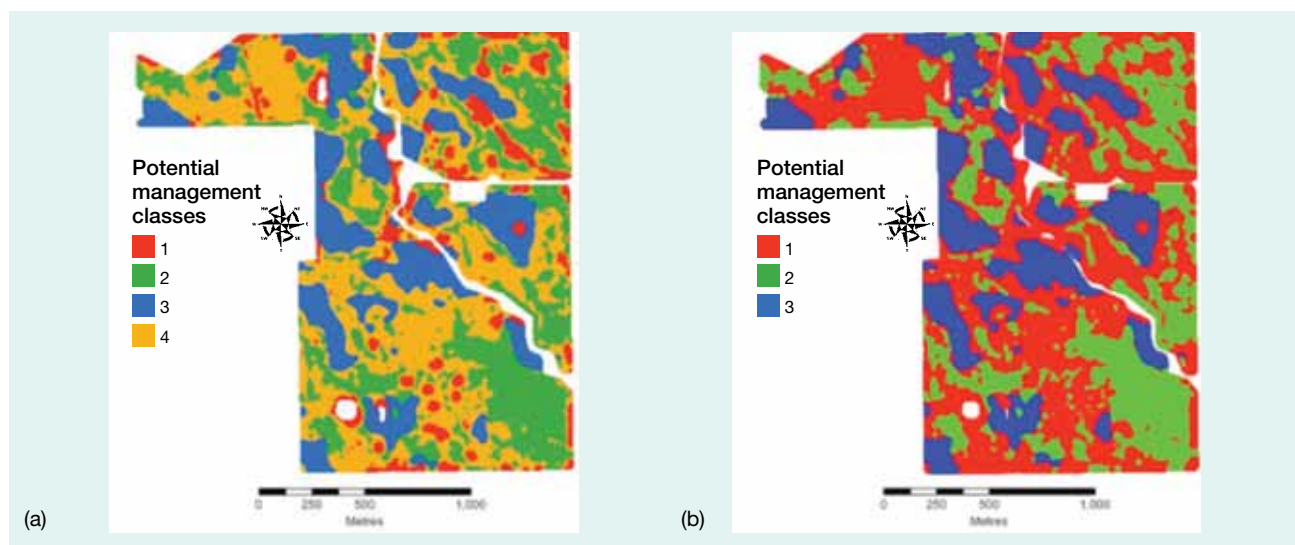 Potential
management
classes
1
2
3
4
0 250 500 1,000
Metres
(a)
Potential
management
classes
1
2
3
0 250 500 1,000
Metres
(b)